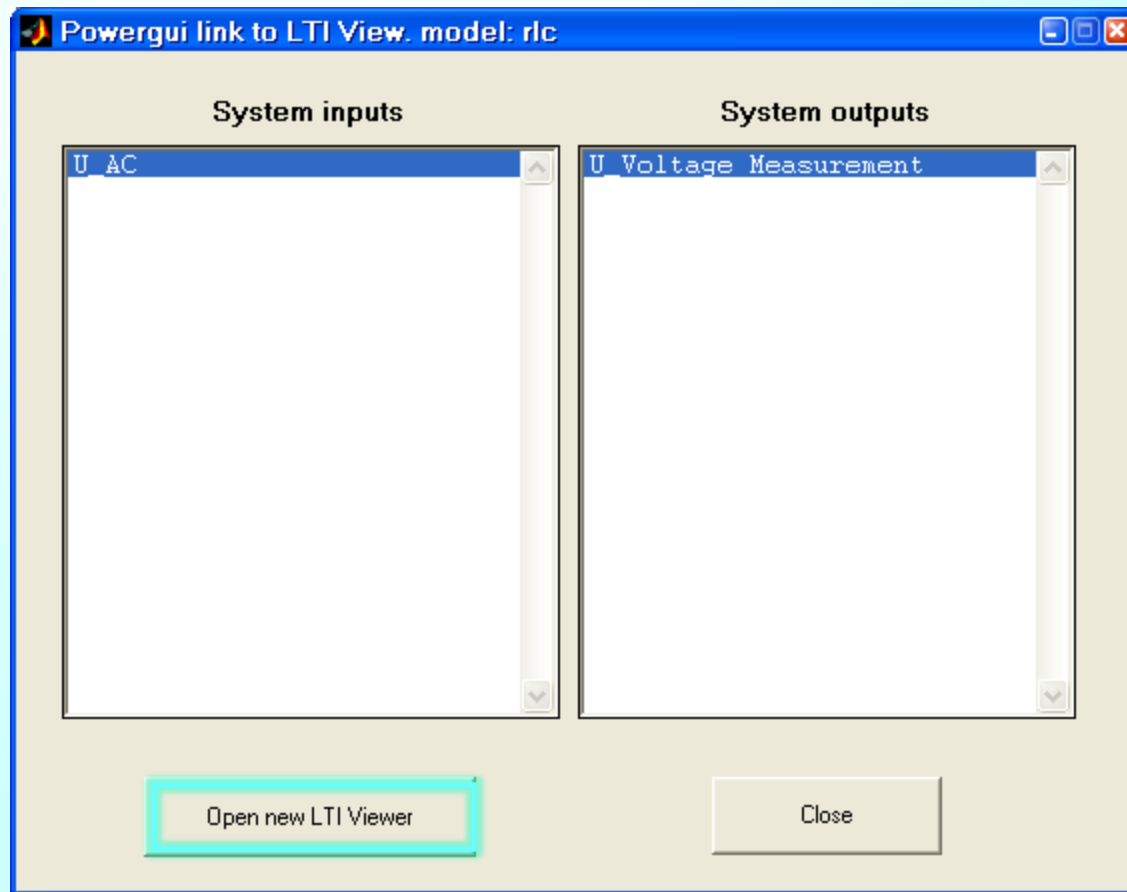 Powergui link to LTI View. model: rlc
System inputs
System outputs
U_AC
U_Voltage Measurement
Open new LTI Viewer
Close